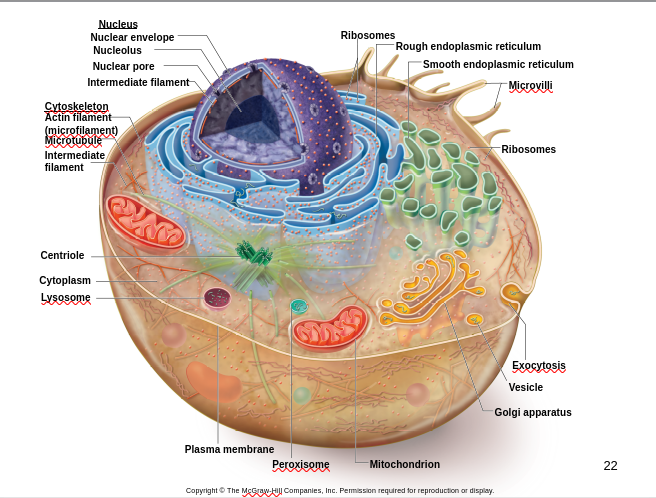 Nucleus
Nuclear envelope
Nucleolus
Nuclear pore
Intermediate filament
Cytoskeleton
Actin filament
(microfilament)
Microtubule
Intermediate
filament
Centriole
Cytoplasm
Lysosome
Ribosomes
Rough endoplasmic reticulum
Smooth endoplasmic reticulum
Microvilli
Ribosomes
Exocytosis
Vesicle
Golgi apparatus
Plasma membrane
Peroxisome
Mitochondrion
22
Copyright © The McGraw-Hill Companies, Inc. Permission required for reproduction or display.